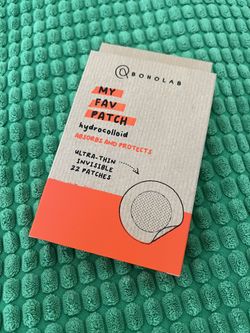 BONOLAB
MY
FAV
PATCH
hydrocolloid
ABSORBS AND PROTECTS
ULTRA-THIN
INVISIBLE
22 PATCHES